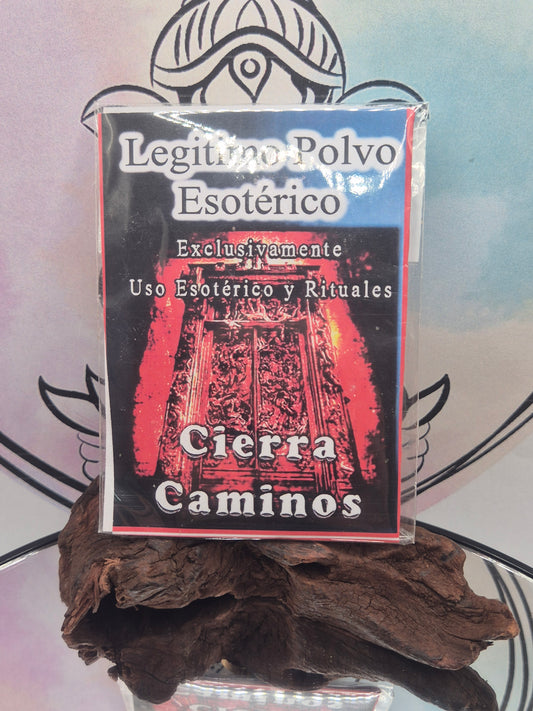 Legitimo Polvo
Esotérico
Exclusivamente
Uso Esotérico y Rituales
Cierra
Caminos